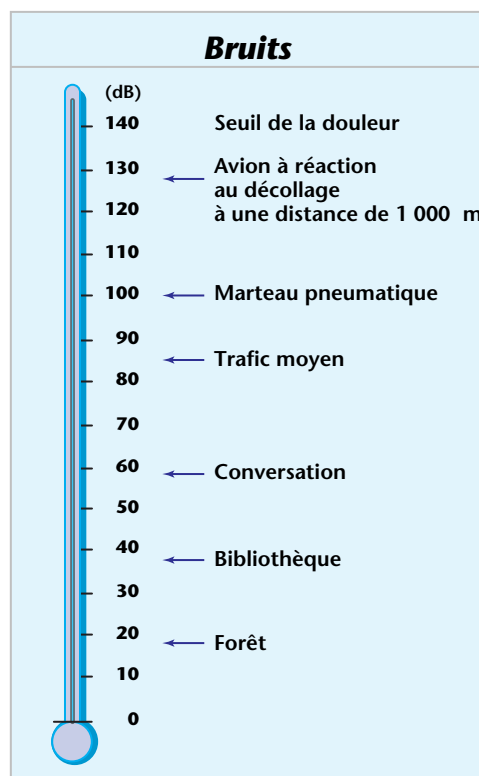 Bruits
(dB)
140 Seuil de la douleur
130 Avion à réaction
au décollage
120 à une distance de 1 000 m
110
100 Marteau pneumatique
90
Trafic moyen
80
70
60 Conversation
50
40 Bibliothèque
30
20 Forêt
10
0